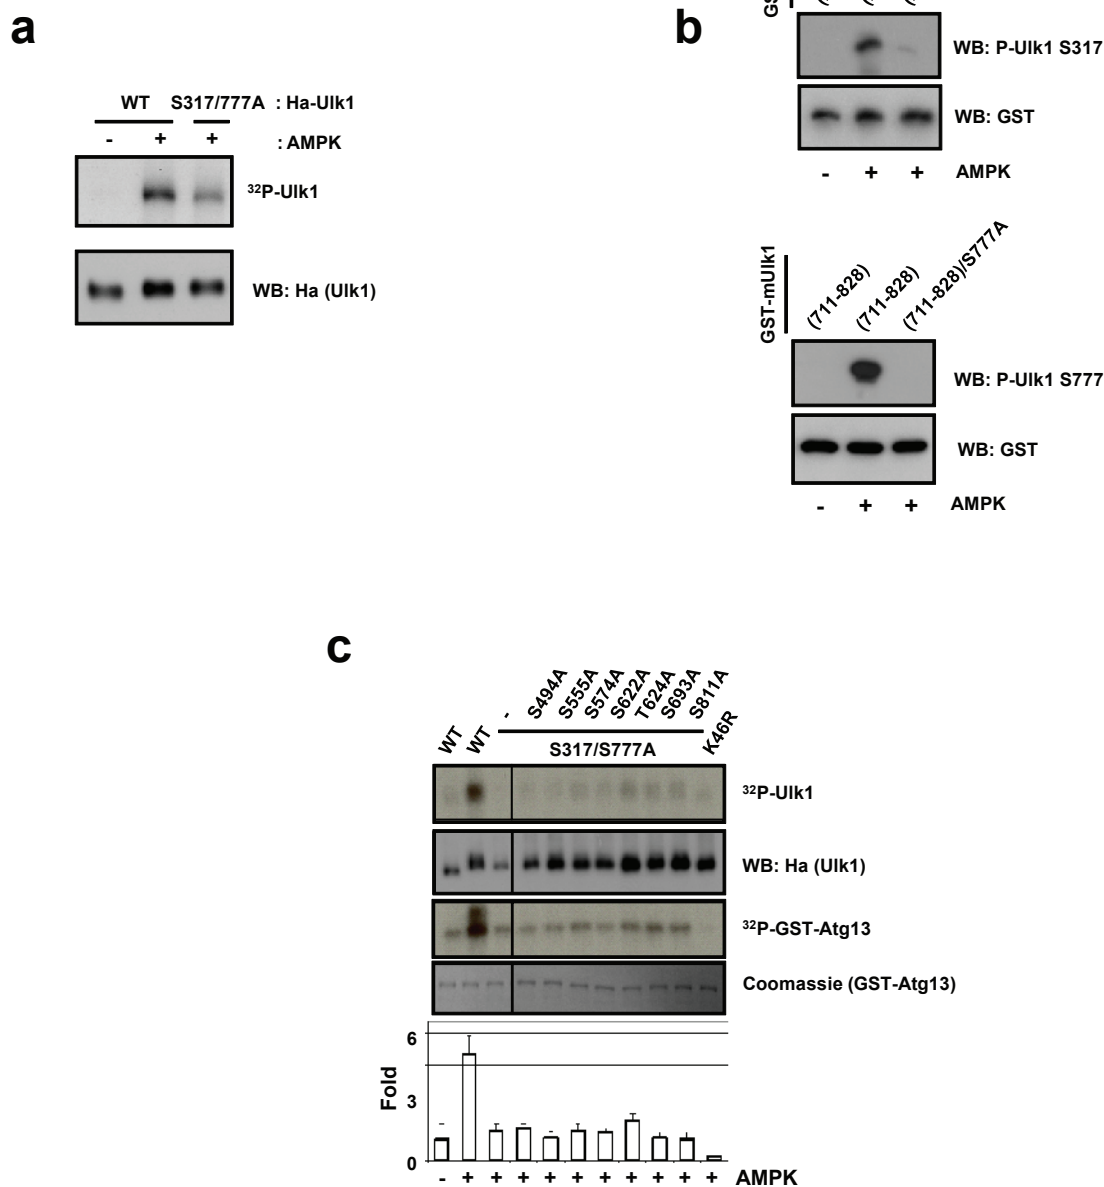 a
WT S317/777A : Ha-Ulk1
- + + : AMPK
32P-Ulk1
WB: Ha (Ulk1)
b
WB: P-Ulk1 S317
WB: GST
- + + AMPK
GST-mUlk1
(711-828) (711-828) (711-828)/S777A
WB: P-Ulk1 S777
WB: GST
- + + AMPK
c
WT WT - S494A S555A S574A S622A T624A S693A S811A K46R
S317/S777A
32P-Ulk1
WB: Ha (Ulk1)
32P-GST-Atg13
Coomassie (GST-Atg13)
Fold
6
3
0
- + + + + + + + + + + AMPK